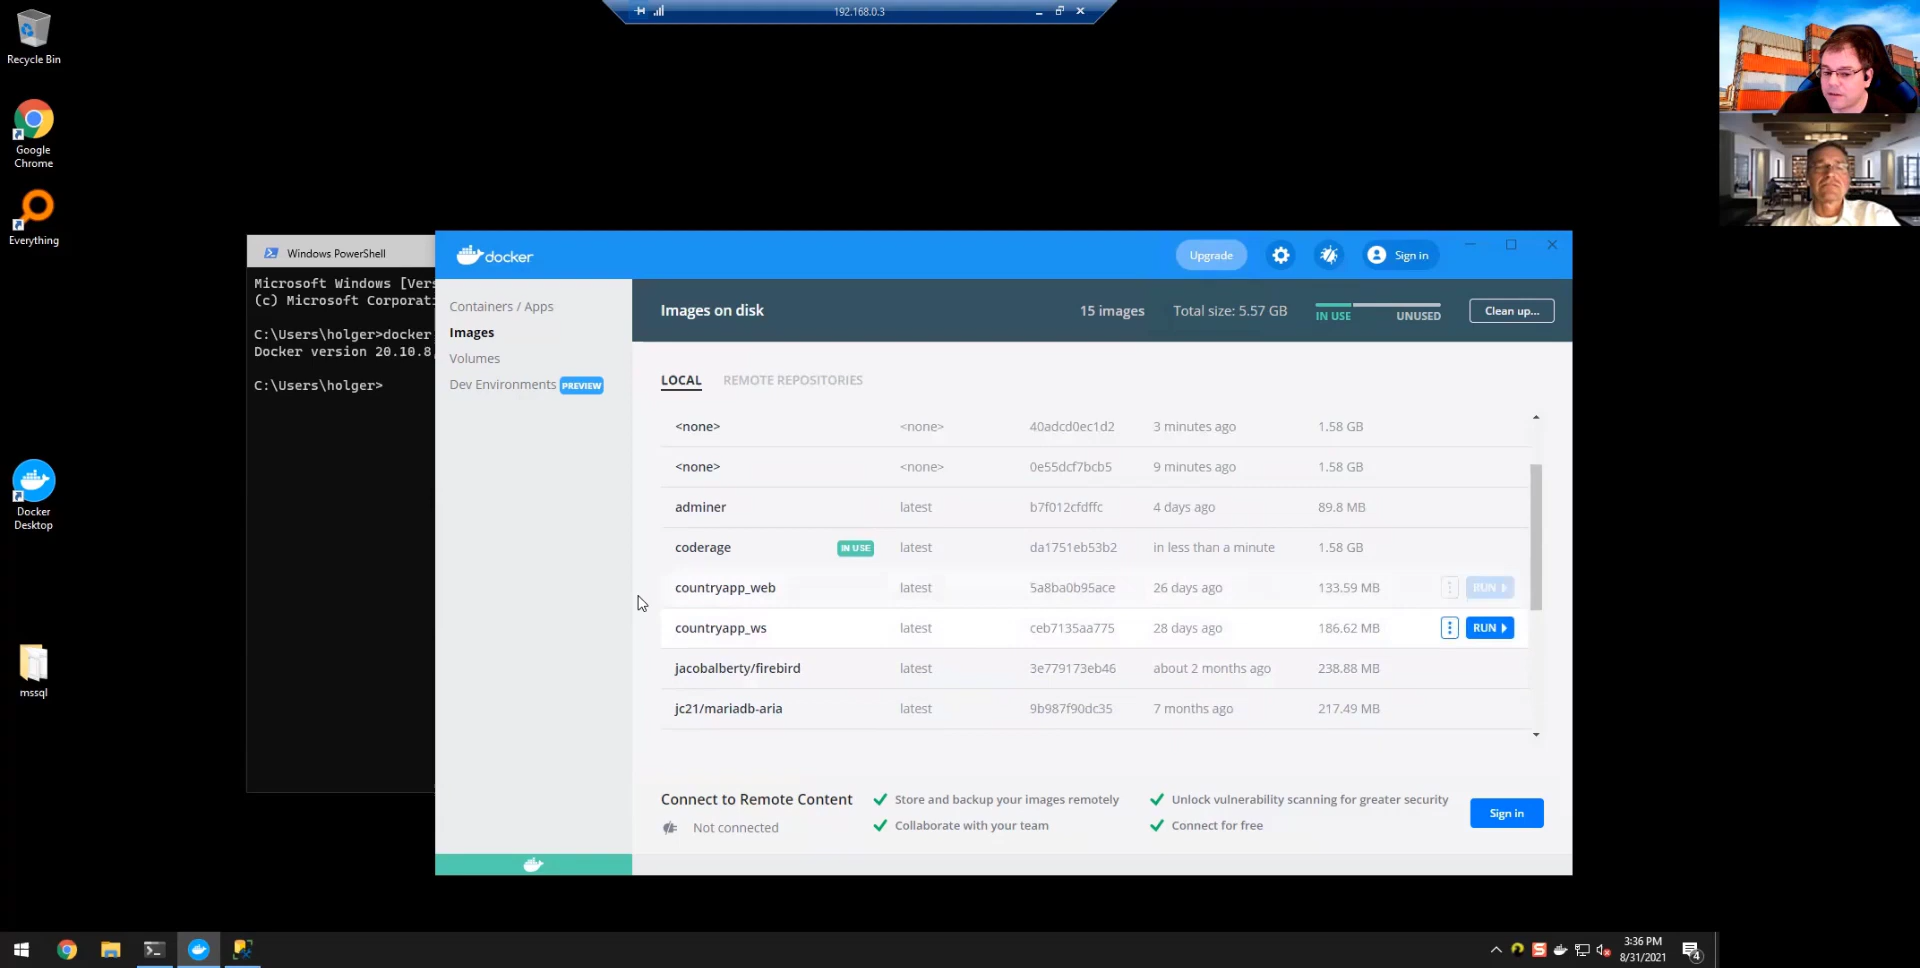 192.168.0.3
Recycle Bin
Google
Chrome
Everything
Docker
Desktop
mssql
Windows PowerShell
Microsoft Windows [Vers
(c) Microsoft Corporati
C:\Users\holger>docker
Docker version 20.10.8,
C:\Users\holger>
docker
Upgrade
Sign in
Containers / Apps
Images
Volumes
Dev Environments PREVIEW
Images on disk
15 images
Total size: 5.57 GB
IN USE UNUSED
Clean up...
LOCAL REMOTE REPOSITORIES
<none> <none> 40adcd0ec1d2 3 minutes ago 1.58 GB
<none> <none> 0e55dcf7bcb5 9 minutes ago 1.58 GB
adminer latest b7f012cfdffc 4 days ago 89.8 MB
coderage IN USE latest da1751eb53b2 in less than a minute 1.58 GB
countryapp_web latest 5a8ba0b95ace 26 days ago 133.59 MB RUN
countryapp_ws latest ceb7135aa775 28 days ago 186.62 MB RUN
jacobalberty/firebird latest 3e779173eb46 about 2 months ago 238.88 MB
jc21/mariadb-aria latest 9b987f90dc35 7 months ago 217.49 MB
Connect to Remote Content
Not connected
Store and backup your images remotely
Collaborate with your team
Unlock vulnerability scanning for greater security
Connect for free
Sign in
3:36 PM
8/31/2021
4